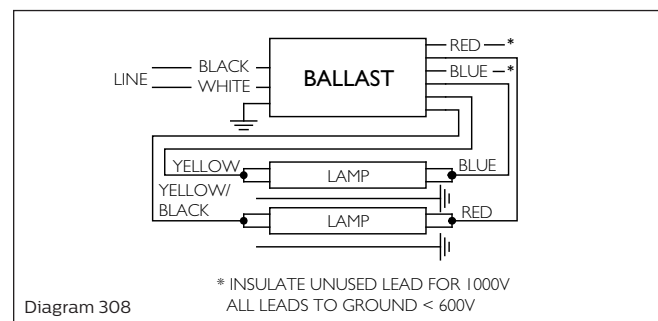 RED *
BLACK
LINE
BLUE *
BALLAST
WHITE
YELLOW
BLUE
LAMP
YELLOW/
BLACK
RED
LAMP
* INSULATE UNUSED LEAD FOR 1000V
ALL LEADS TO GROUND < 600V
Diagram 308